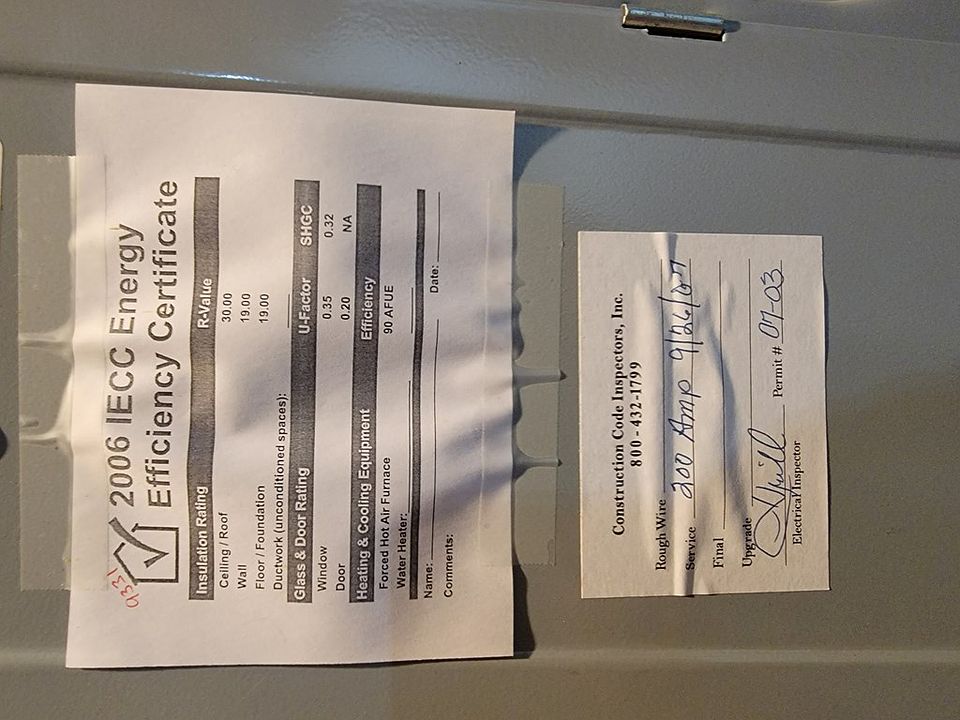 9331
2006 IECC Energy
Efficiency Certificate
Insulation Rating R-Value
Ceiling / Roof 30.00
Wall 19.00
Floor / Foundation 19.00
Ductwork (unconditioned spaces):
Glass & Door Rating U-Factor SHGC
Window 0.35 0.32
Door 0.20 NA
Heating & Cooling Equipment Efficiency
Forced Hot Air Furnace 90 AFUE
Water Heater:
Name: Date:
Comments:
Construction Code Inspectors, Inc.
800 - 432-1799
Rough Wire
Service 200 Amp 9/26/07
Final
Upgrade
Permit # 07-03
Electrical Inspector